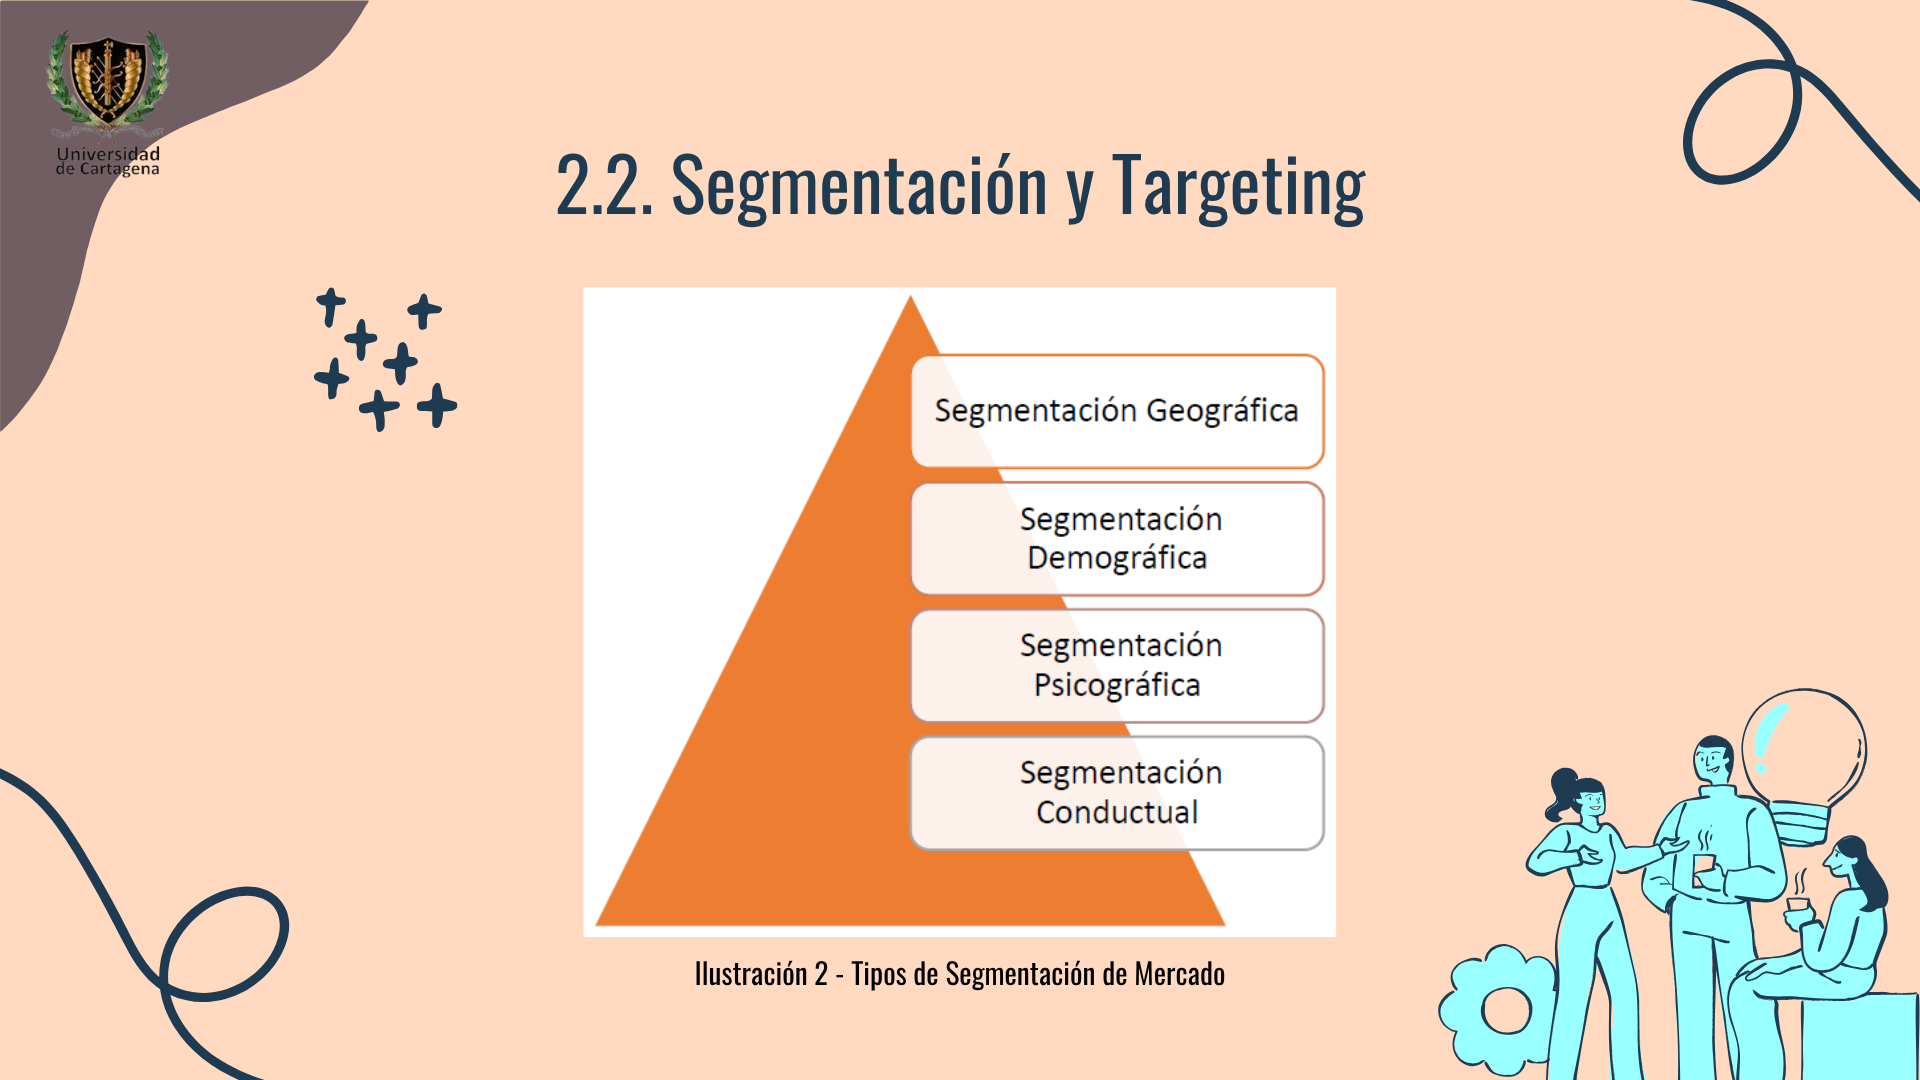 Universidad
de Cartagena
2.2. Segmentación y Targeting
Segmentación Geográfica
Segmentación
Demográfica
Segmentación
Psicográfica
Segmentación
Conductual
Ilustración 2 - Tipos de Segmentación de Mercado